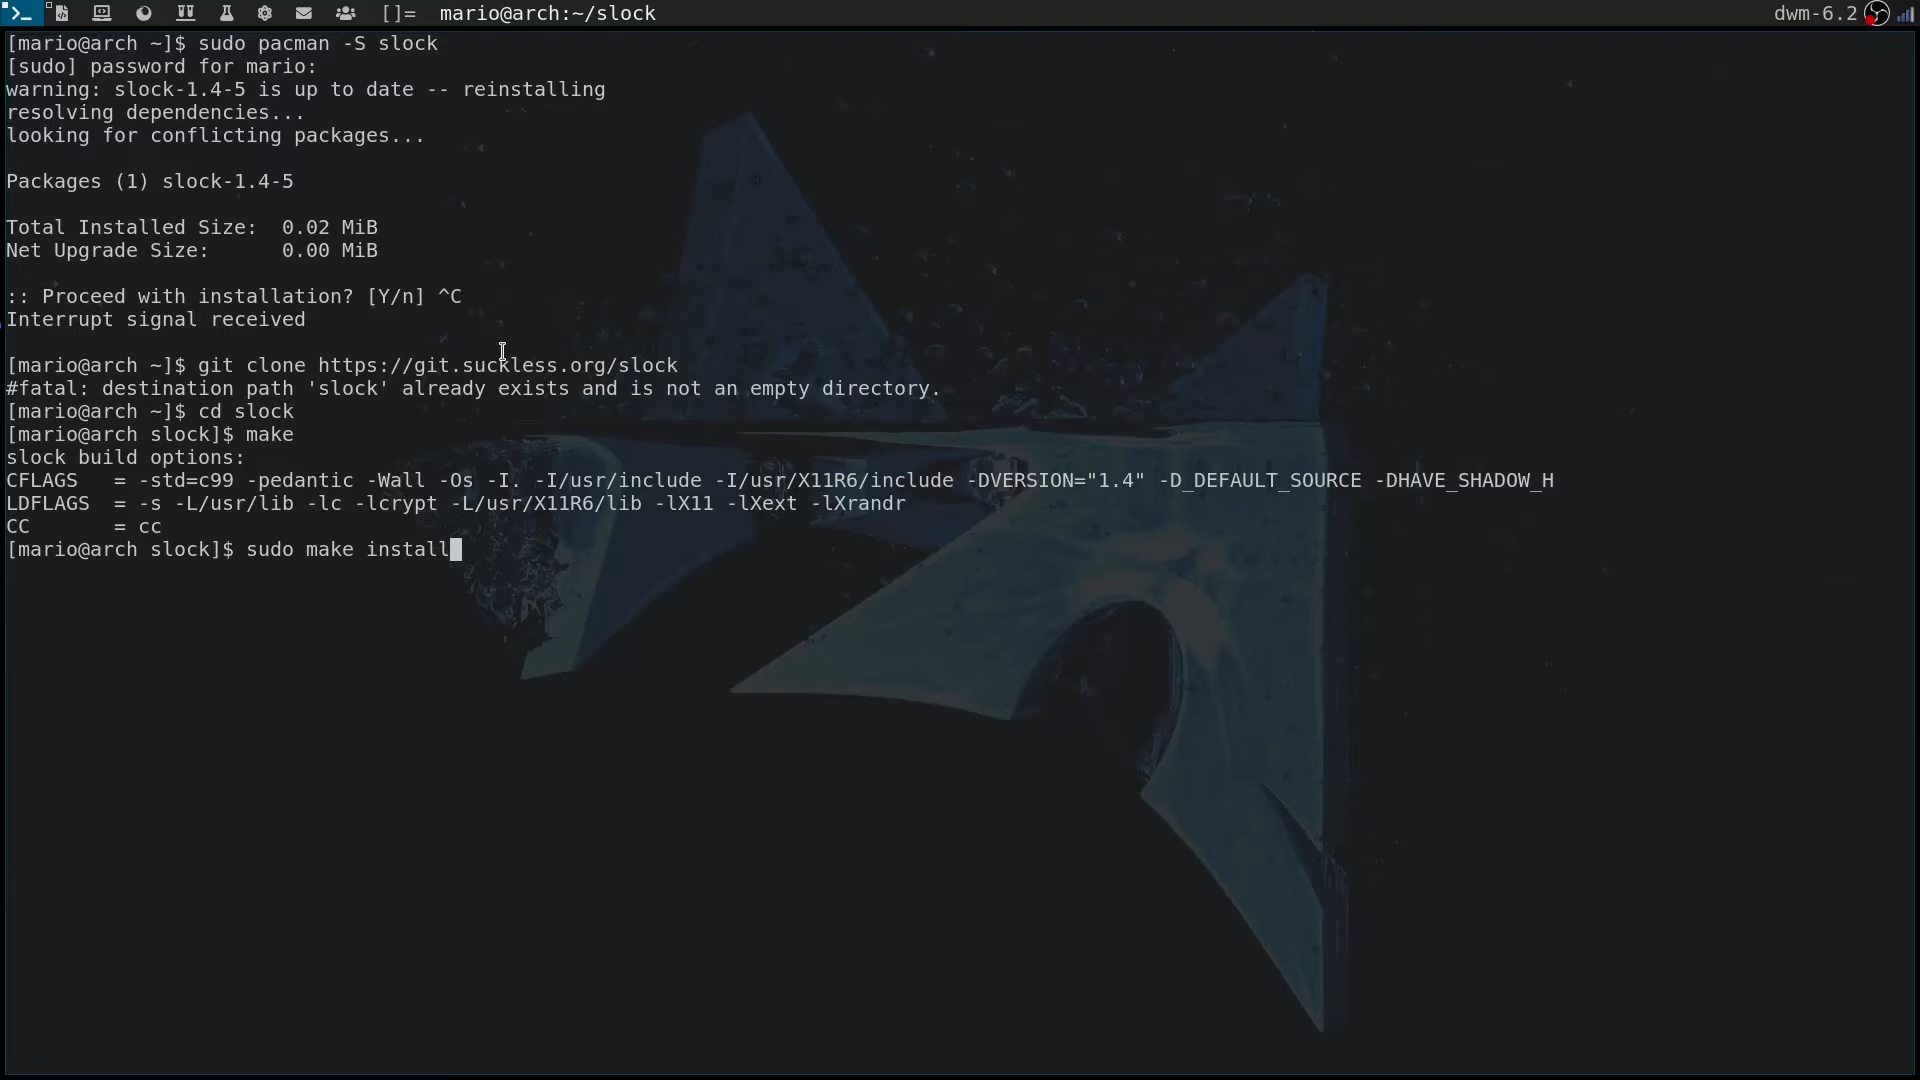 []= mario@arch:~/slock dwm-6.2
[mario@arch ~]$ sudo pacman -S slock
[sudo] password for mario:
warning: slock-1.4-5 is up to date -- reinstalling
resolving dependencies...
looking for conflicting packages...
Packages (1) slock-1.4-5
Total Installed Size:  0.02 MiB
Net Upgrade Size:      0.00 MiB
:: Proceed with installation? [Y/n] ^C
Interrupt signal received
[mario@arch ~]$ git clone https://git.suckless.org/slock
#fatal: destination path 'slock' already exists and is not an empty directory.
[mario@arch ~]$ cd slock
[mario@arch slock]$ make
slock build options:
CFLAGS   = -std=c99 -pedantic -Wall -Os -I. -I/usr/include -I/usr/X11R6/include -DVERSION="1.4" -D_DEFAULT_SOURCE -DHAVE_SHADOW_H
LDFLAGS  = -s -L/usr/lib -lc -lcrypt -L/usr/X11R6/lib -lX11 -lXext -lXrandr
CC       = cc
[mario@arch slock]$ sudo make install